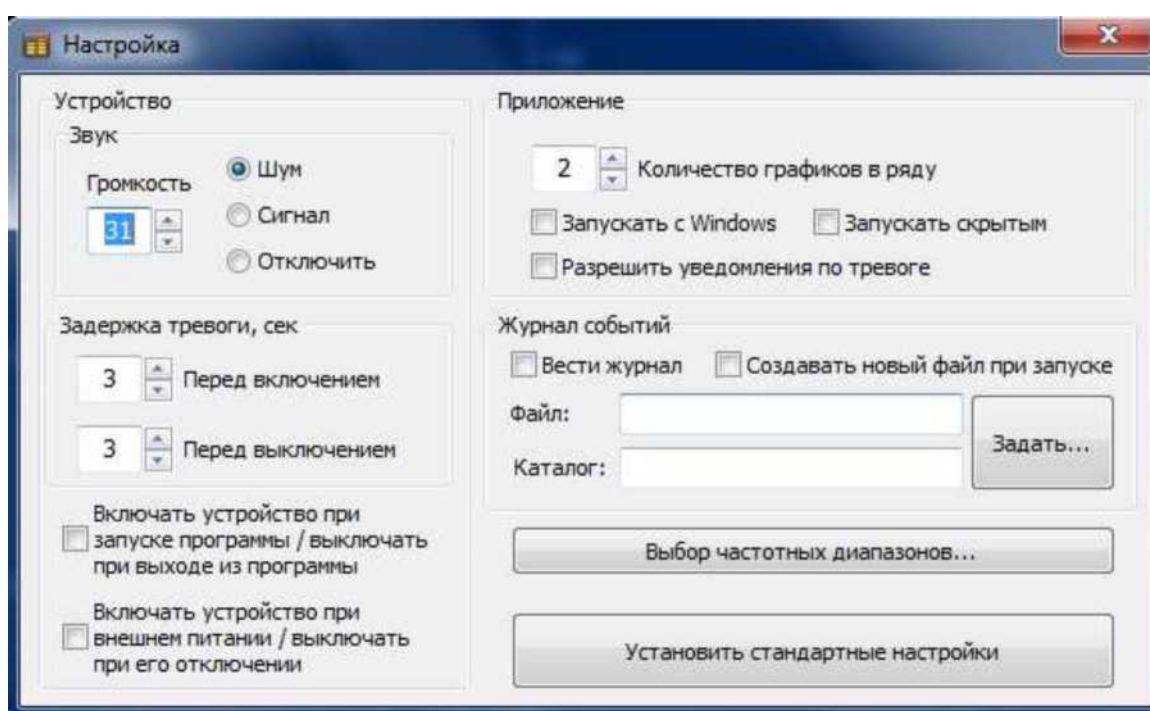 Настройка
Устройство
Звук
Громкость
31
Шум
Сигнал
Отключить
Задержка тревоги, сек
3 Перед включением
3 Перед выключением
Включать устройство при
запуске программы / выключать
при выходе из программы
Включать устройство при
внешнем питании / выключать
при его отключении
Приложение
2 Количество графиков в ряду
Запускать с Windows Запускать скрытым
Разрешить уведомления по тревоге
Журнал событий
Вести журнал Создавать новый файл при запуске
Файл:
Каталог:
Задать...
Выбор частотных диапазонов...
Установить стандартные настройки